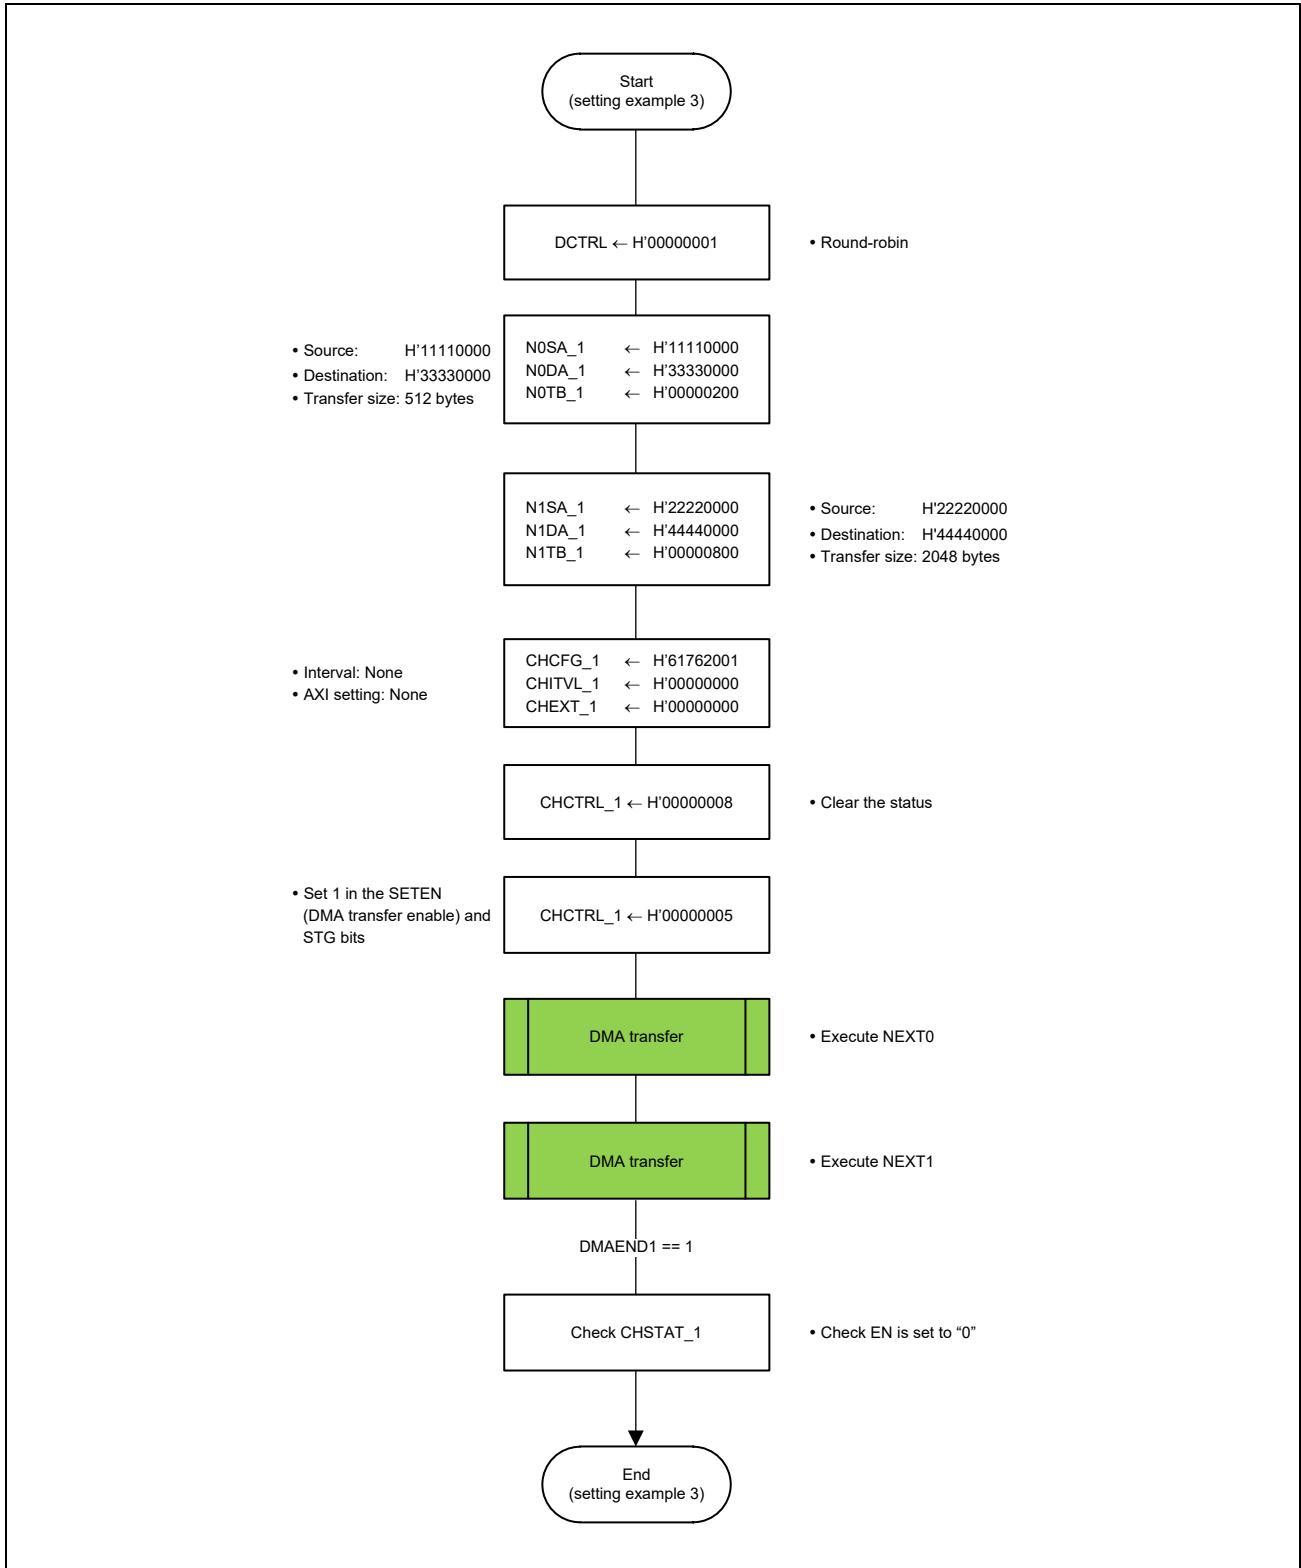 Start
(setting example 3)
DCTRL ← H’00000001
• Round-robin
• Source: H’11110000
• Destination: H’33330000
• Transfer size: 512 bytes
N0SA_1 ← H’11110000
N0DA_1 ← H’33330000
N0TB_1 ← H’00000200
N1SA_1 ← H’22220000
N1DA_1 ← H’44440000
N1TB_1 ← H’00000800
• Source: H'22220000
• Destination: H'44440000
• Transfer size: 2048 bytes
• Interval: None
• AXI setting: None
CHCFG_1 ← H’61762001
CHITVL_1 ← H’00000000
CHEXT_1 ← H’00000000
CHCTRL_1 ← H’00000008
• Clear the status
• Set 1 in the SETEN
(DMA transfer enable) and
STG bits
CHCTRL_1 ← H’00000005
DMA transfer
• Execute NEXT0
DMA transfer
• Execute NEXT1
DMAEND1 == 1
Check CHSTAT_1
• Check EN is set to “0”
End
(setting example 3)